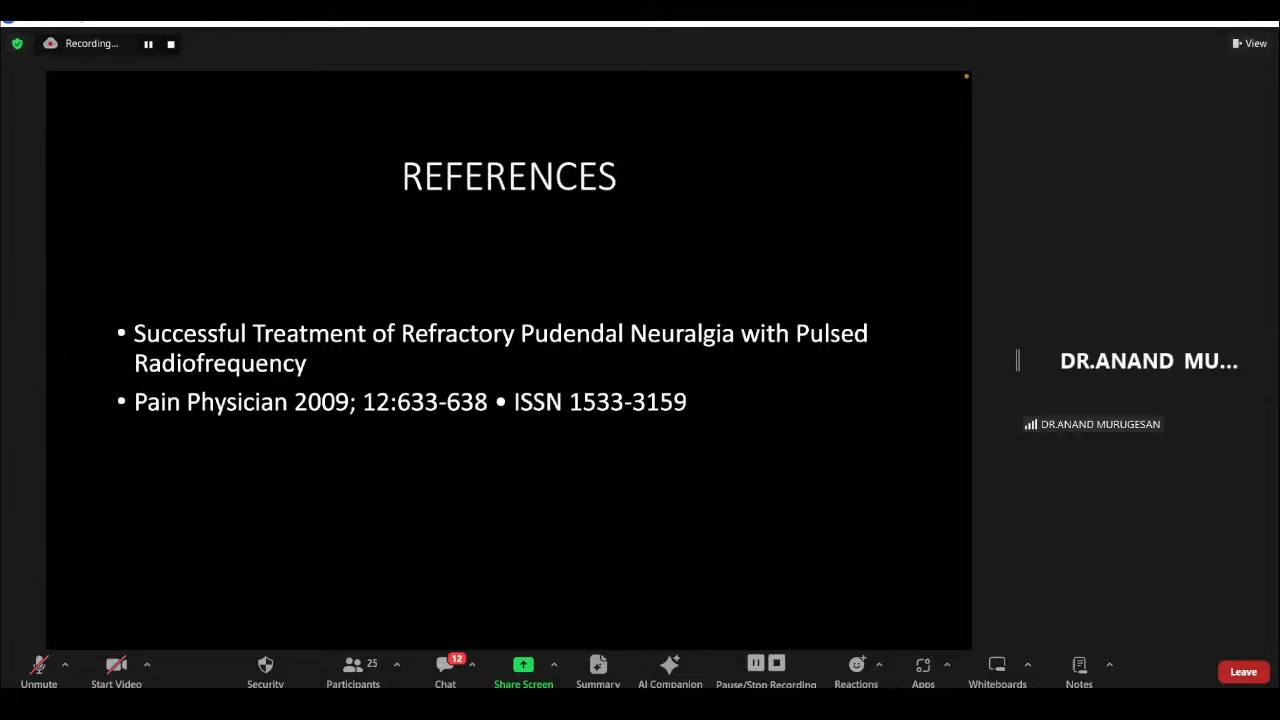 Recording...
View
REFERENCES
• Successful Treatment of Refractory Pudendal Neuralgia with Pulsed
Radiofrequency
• Pain Physician 2009; 12:633-638 • ISSN 1533-3159
DR.ANAND MU...
DR.ANAND MURUGESAN
25
12
Unmute
Start Video
Security
Participants
Chat
Share Screen
Summary
AI Companion
Pause/Stop Recording
Reactions
Apps
Whiteboards
Notes
Leave